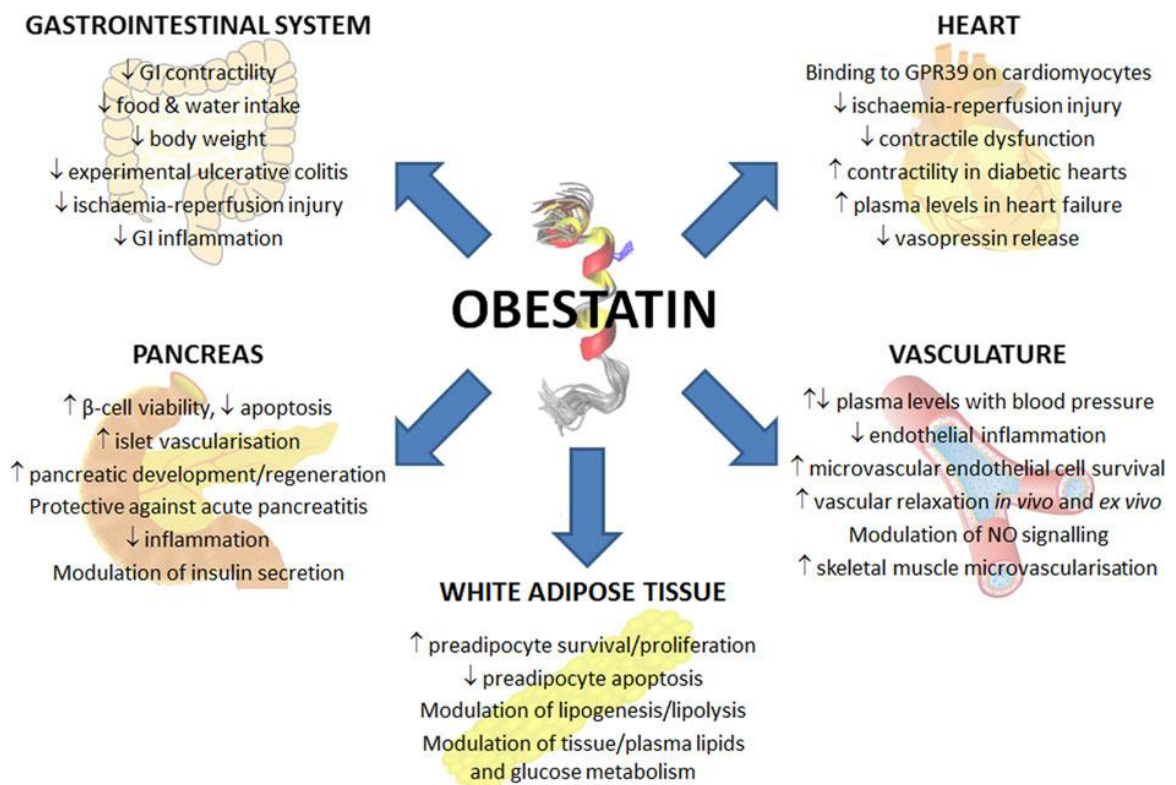 GASTROINTESTINAL SYSTEM
↓ GI contractility
↓ food & water intake
↓ body weight
↓ experimental ulcerative colitis
↓ ischaemia-reperfusion injury
↓ GI inflammation
HEART
Binding to GPR39 on cardiomyocytes
↓ ischaemia-reperfusion injury
↓ contractile dysfunction
↑ contractility in diabetic hearts
↑ plasma levels in heart failure
↓ vasopressin release
OBESTATIN
PANCREAS
↑ β-cell viability, ↓ apoptosis
↑ islet vascularisation
↑ pancreatic development/regeneration
Protective against acute pancreatitis
↓ inflammation
Modulation of insulin secretion
VASCULATURE
↑↓ plasma levels with blood pressure
↓ endothelial inflammation
↑ microvascular endothelial cell survival
↑ vascular relaxation in vivo and ex vivo
Modulation of NO signalling
↑ skeletal muscle microvascularisation
WHITE ADIPOSE TISSUE
↑ preadipocyte survival/proliferation
↓ preadipocyte apoptosis
Modulation of lipogenesis/lipolysis
Modulation of tissue/plasma lipids
and glucose metabolism